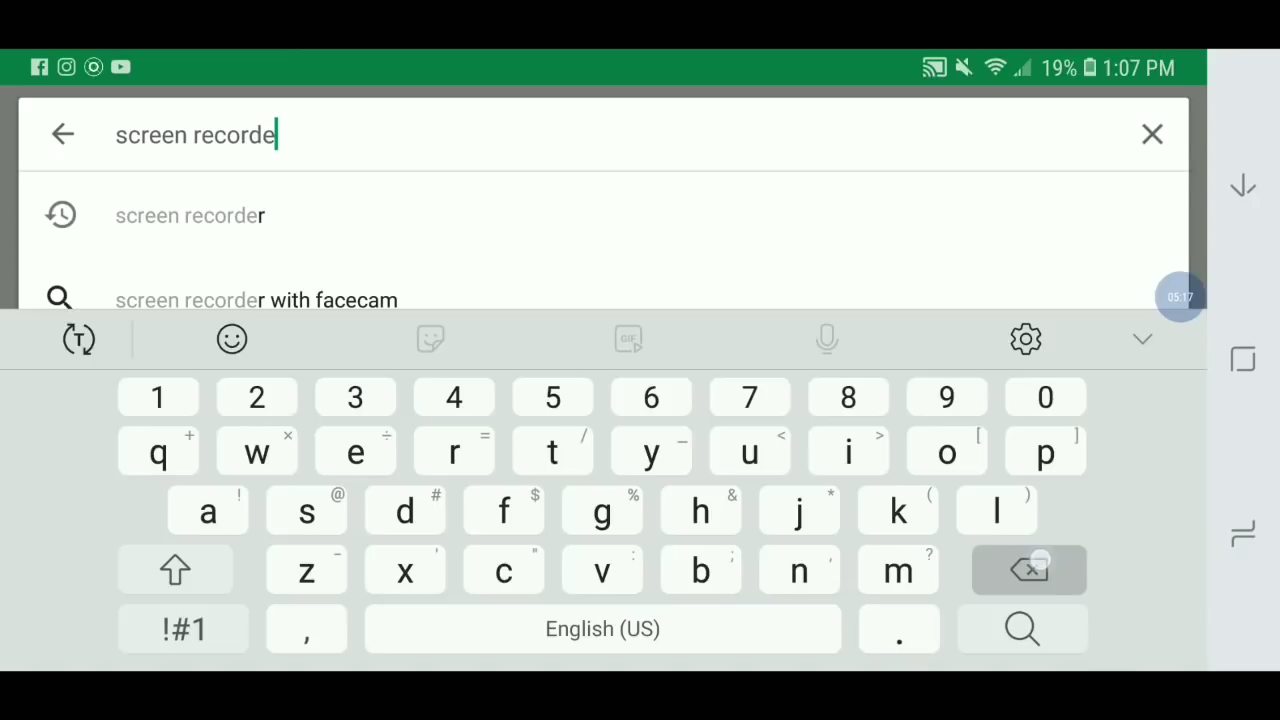 19% 1:07 PM
screen recorde
screen recorder
screen recorder with facecam
05:17
T
GIF
1 2 3 4 5 6 7 8 9 0
q + w × e ÷ r = t / y _ u < i > o [ p ]
a ! s @ d # f $ g % h & j * k ( l )
z - x ' c " v : b ; n , m ?
!#1 , English (US) .